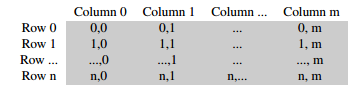 Column 0 Column 1 Column ... Column m
Row 0 0,0 0,1 ... 0, m
Row 1 1,0 1,1 ... 1, m
Row ... ...,0 ...,1 ..., m
Row n n,0 n,1 n,... n, m